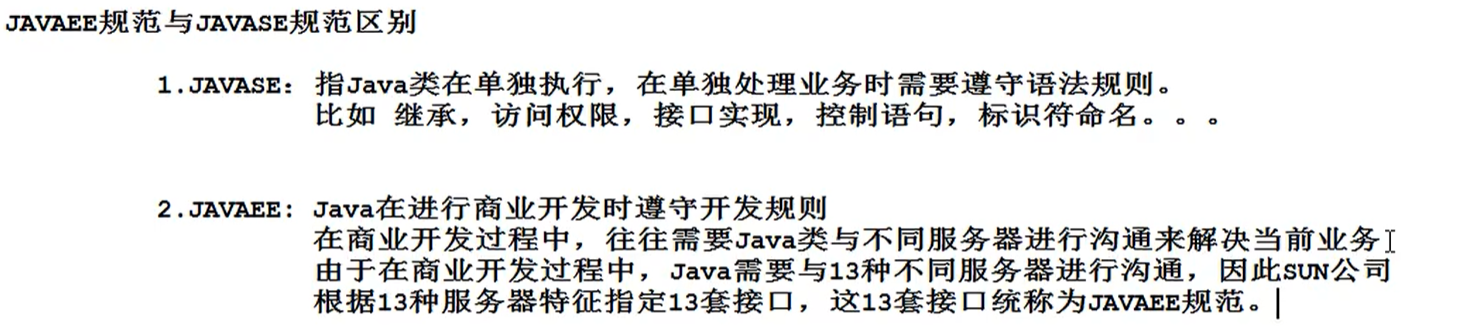 JAVAEE规范与JAVASE规范区别
1.JAVASE: 指Java类在单独执行，在单独处理业务时需要遵守语法规则。
比如 继承，访问权限，接口实现，控制语句，标识符命名。。。
2.JAVAEE: Java在进行商业开发时遵守开发规则
在商业开发过程中，往往需要Java类与不同服务器进行沟通来解决当前业务
由于在商业开发过程中，Java需要与13种不同服务器进行沟通，因此SUN公司
根据13种服务器特征指定13套接口，这13套接口统称为JAVAEE规范。